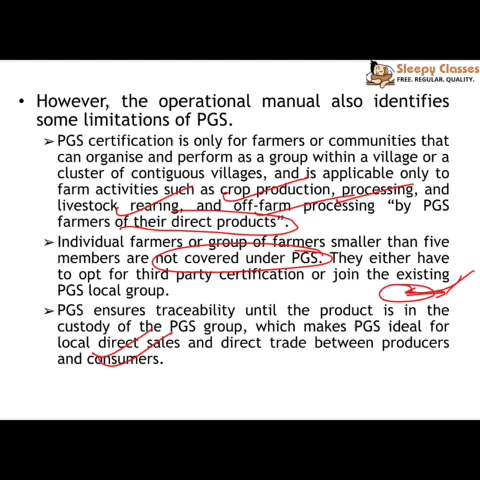 Sleepy Classes
FREE. REGULAR. QUALITY.
• However, the operational manual also identifies
some limitations of PGS.
➢ PGS certification is only for farmers or communities that
can organise and perform as a group within a village or a
cluster of contiguous villages, and is applicable only to
farm activities such as crop production, processing, and
livestock rearing, and off-farm processing “by PGS
farmers of their direct products”.
➢ Individual farmers or group of farmers smaller than five
members are not covered under PGS. They either have
to opt for third party certification or join the existing
PGS local group.
➢ PGS ensures traceability until the product is in the
custody of the PGS group, which makes PGS ideal for
local direct sales and direct trade between producers
and consumers.